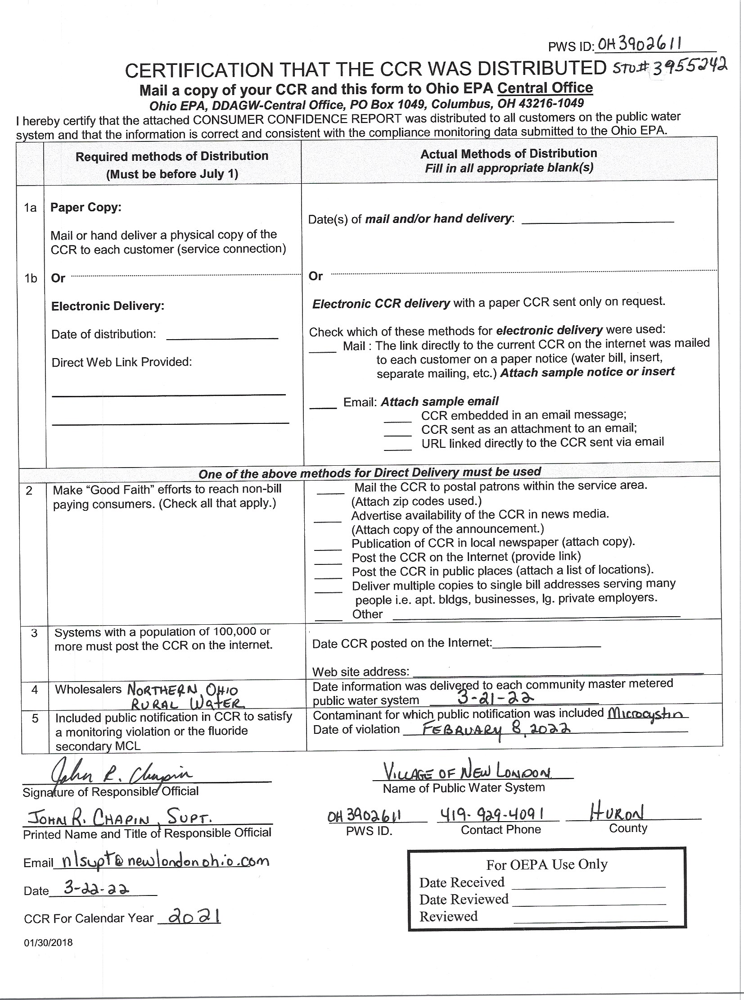 PWS ID: OH3902611
CERTIFICATION THAT THE CCR WAS DISTRIBUTED STU# 3955242
Mail a copy of your CCR and this form to Ohio EPA Central Office
Ohio EPA, DDAGW-Central Office, PO Box 1049, Columbus, OH 43216-1049
I hereby certify that the attached CONSUMER CONFIDENCE REPORT was distributed to all customers on the public water
system and that the information is correct and consistent with the compliance monitoring data submitted to the Ohio EPA.
Required methods of Distribution
(Must be before July 1)
Actual Methods of Distribution
Fill in all appropriate blank(s)
1a Paper Copy:
Mail or hand deliver a physical copy of the
CCR to each customer (service connection)
Date(s) of mail and/or hand delivery:
1b Or
Electronic Delivery:
Date of distribution:
Direct Web Link Provided:
Or
Electronic CCR delivery with a paper CCR sent only on request.
Check which of these methods for electronic delivery were used:
Mail : The link directly to the current CCR on the internet was mailed
to each customer on a paper notice (water bill, insert,
separate mailing, etc.) Attach sample notice or insert
Email: Attach sample email
CCR embedded in an email message;
CCR sent as an attachment to an email;
URL linked directly to the CCR sent via email
One of the above methods for Direct Delivery must be used
2 Make “Good Faith” efforts to reach non-bill
paying consumers. (Check all that apply.)
Mail the CCR to postal patrons within the service area.
(Attach zip codes used.)
Advertise availability of the CCR in news media.
(Attach copy of the announcement.)
Publication of CCR in local newspaper (attach copy).
Post the CCR on the Internet (provide link)
Post the CCR in public places (attach a list of locations).
Deliver multiple copies to single bill addresses serving many
people i.e. apt. bldgs, businesses, lg. private employers.
Other
3 Systems with a population of 100,000 or
more must post the CCR on the internet.
Date CCR posted on the Internet:
Web site address:
4 Wholesalers NORTHERN OHIO
RURAL WATER
Date information was delivered to each community master metered
public water system 3-21-22
5 Included public notification in CCR to satisfy
a monitoring violation or the fluoride
secondary MCL
Contaminant for which public notification was included Microcystin
Date of violation FEBRUARY 8, 2022
John R. Chapin
Signature of Responsible Official
VILLAGE OF NEW LONDON
Name of Public Water System
JOHN R. CHAPIN, SUPT.
Printed Name and Title of Responsible Official
OH3902611 419-929-4091 HURON
PWS ID. Contact Phone County
Email nlsupt@newlondonohio.com
Date 3-22-22
CCR For Calendar Year 2021
01/30/2018
For OEPA Use Only
Date Received
Date Reviewed
Reviewed